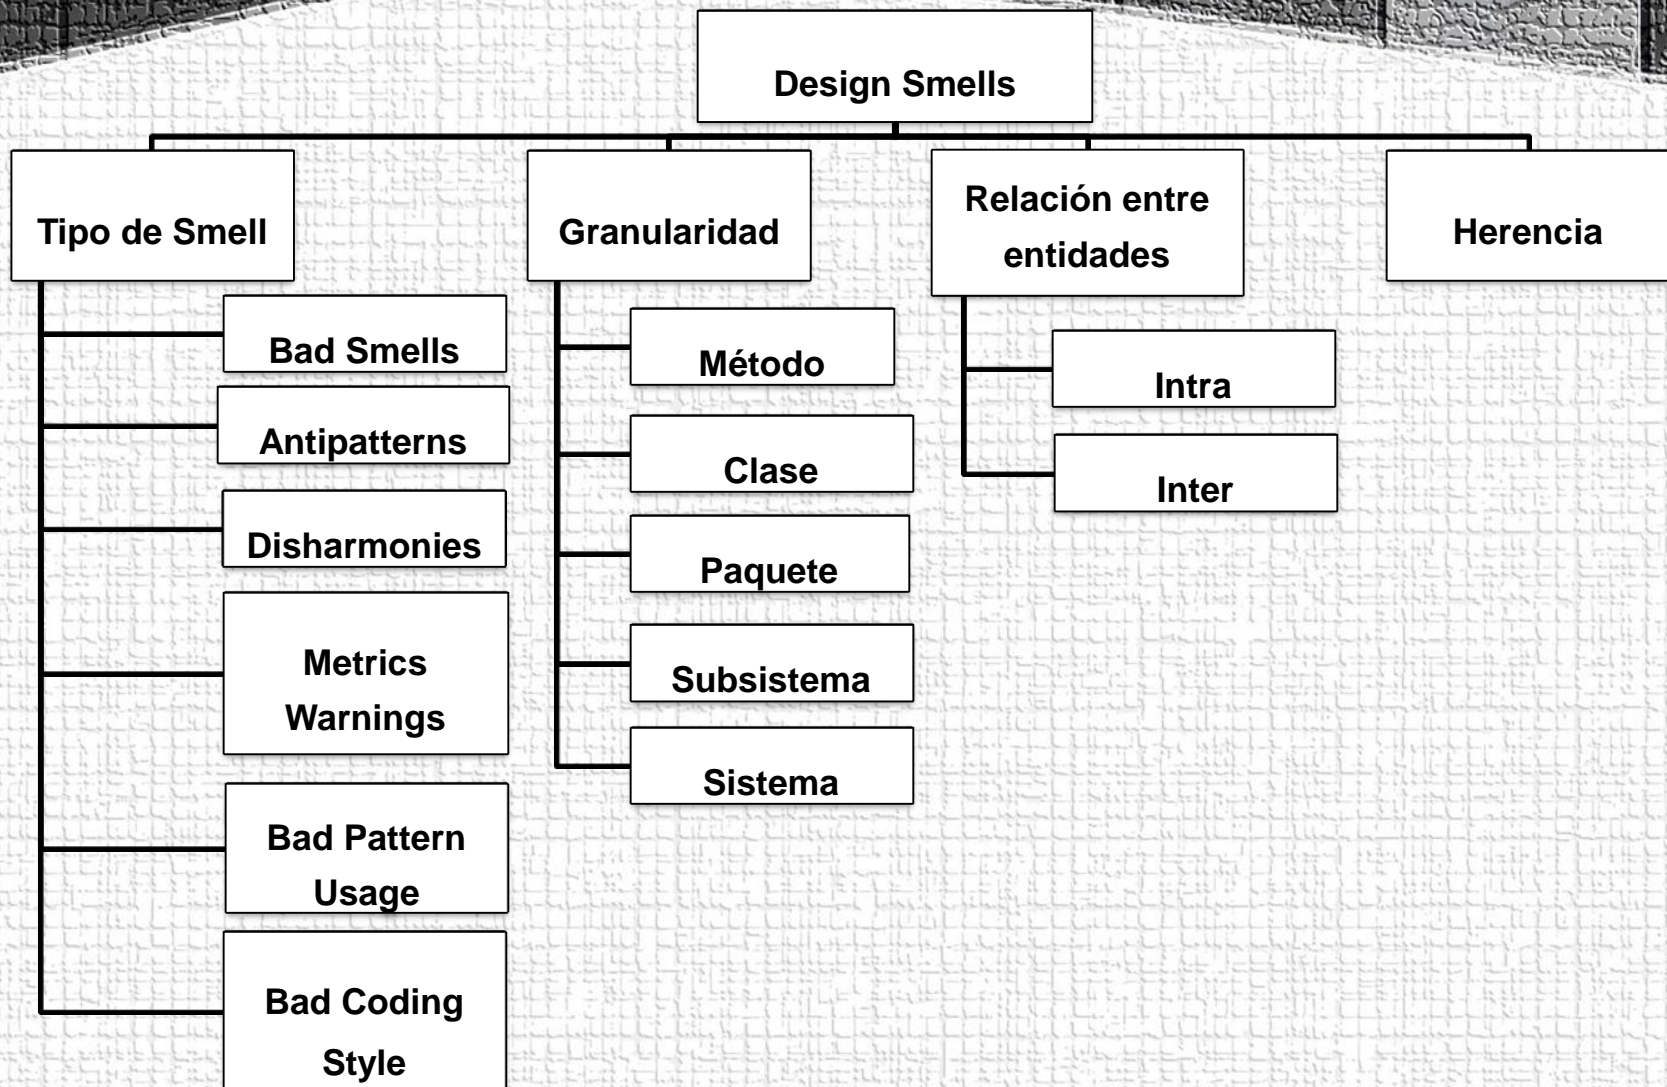 Design Smells
Tipo de Smell
Bad Smells
Antipatterns
Disharmonies
Metrics
Warnings
Bad Pattern
Usage
Bad Coding
Style
Granularidad
Método
Clase
Paquete
Subsistema
Sistema
Relación entre
entidades
Intra
Inter
Herencia